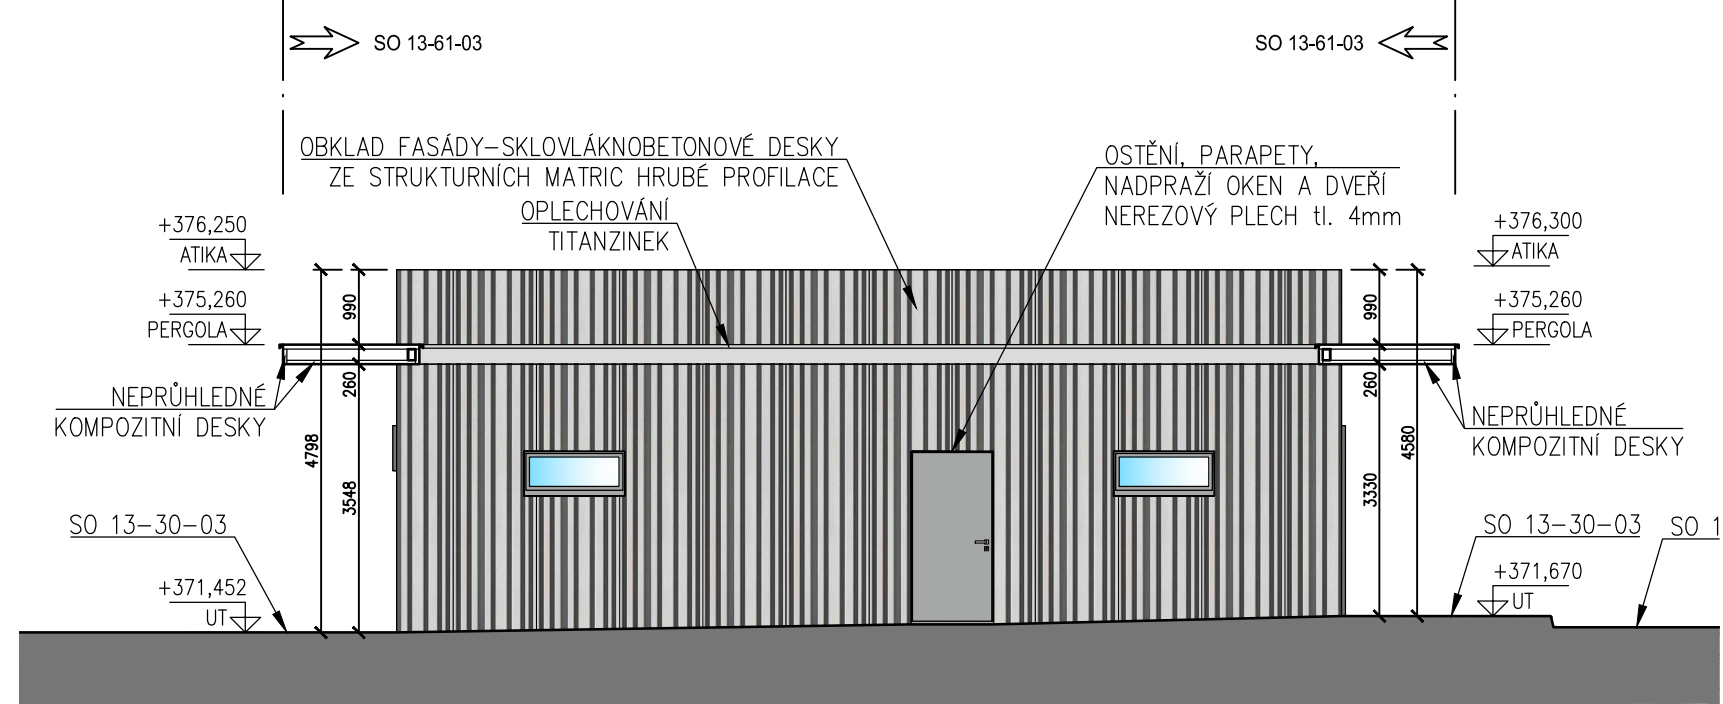 SO 13-61-03
SO 13-61-03
OBKLAD FASÁDY-SKLOVLÁKNOBETONOVÉ DESKY
ZE STRUKTURNÍCH MATRIC HRUBÉ PROFILACE
OPLECHOVÁNÍ
TITANZINEK
OSTĚNÍ, PARAPETY,
NADPRAŽÍ OKEN A DVEŘÍ
NEREZOVÝ PLECH tl. 4mm
+376,250
ATIKA
+375,260
PERGOLA
NEPRŮHLEDNÉ
KOMPOZITNÍ DESKY
SO 13-30-03
+371,452
UT
4798
990
260
3548
990
260
3330
4580
+376,300
ATIKA
+375,260
PERGOLA
NEPRŮHLEDNÉ
KOMPOZITNÍ DESKY
SO 13-30-03
SO 1
+371,670
UT